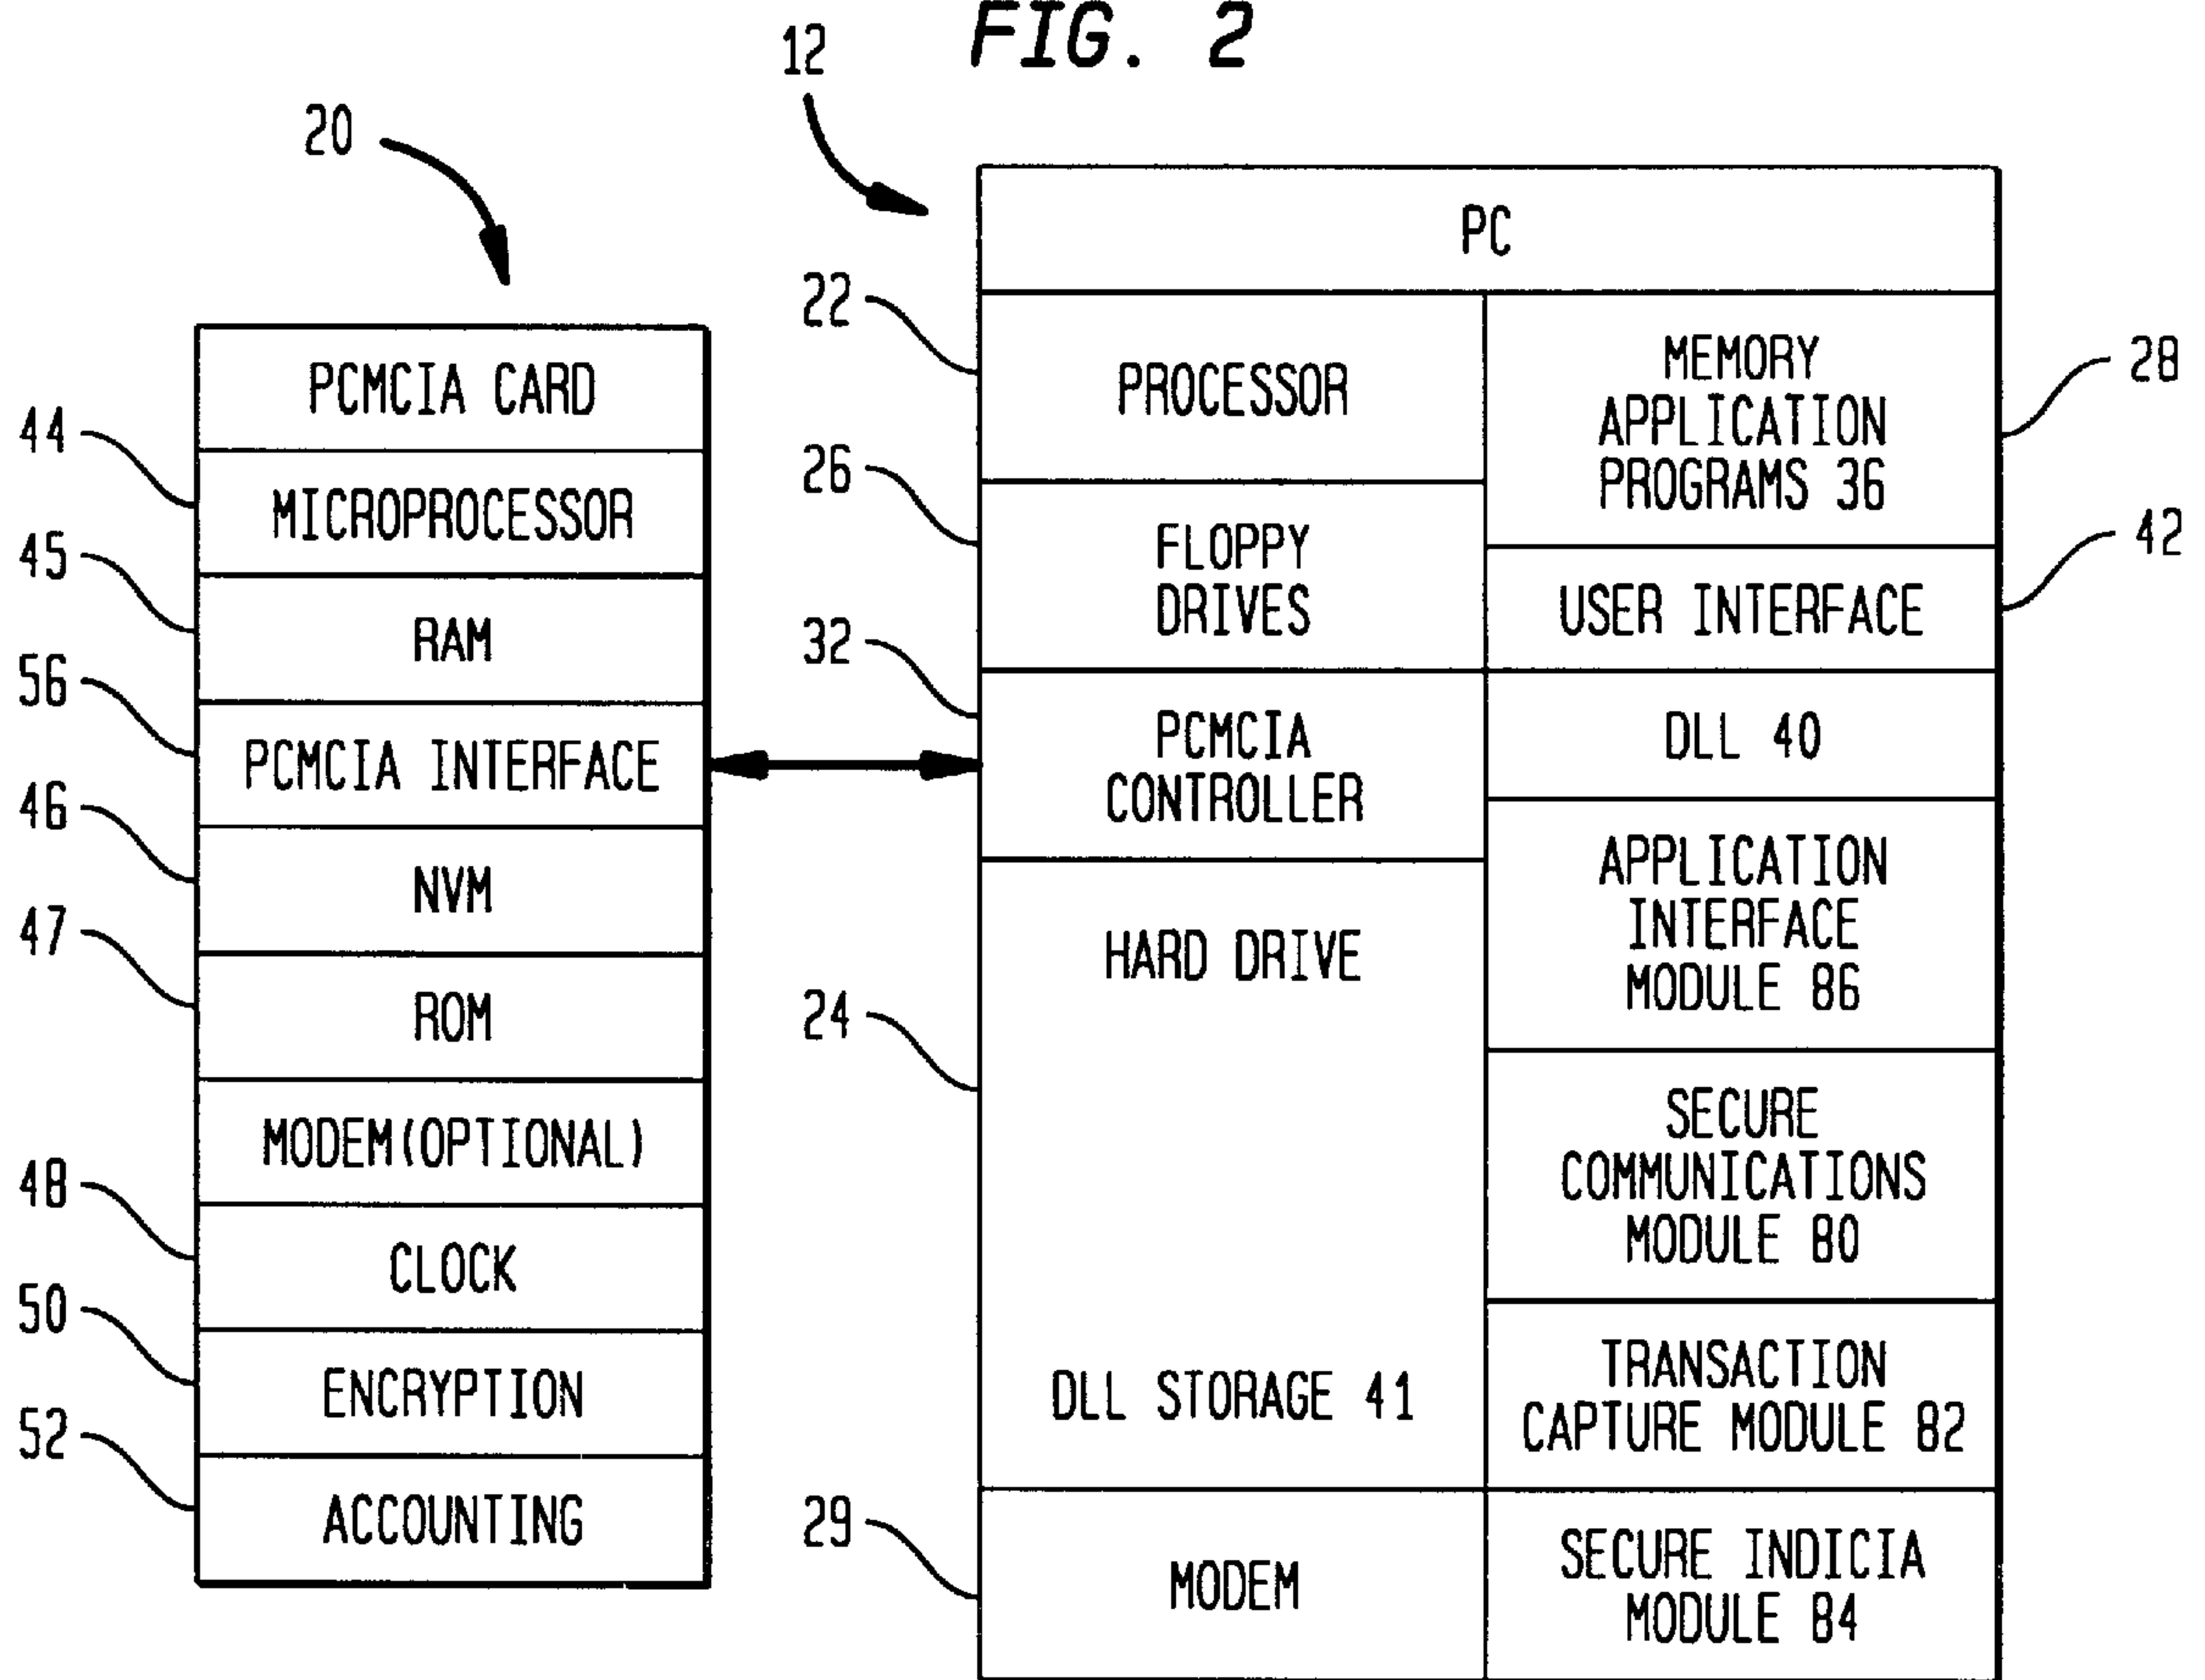 FIG. 2
12
20
PCMCIA CARD
44
MICROPROCESSOR
45
RAM
56
PCMCIA INTERFACE
46
NVM
47
ROM
MODEM(OPTIONAL)
48
CLOCK
50
ENCRYPTION
52
ACCOUNTING
PC
22
PROCESSOR
26
FLOPPY
DRIVES
32
PCMCIA
CONTROLLER
24
HARD DRIVE
DLL STORAGE 41
29
MODEM
MEMORY
APPLICATION
PROGRAMS 36
28
USER INTERFACE
42
DLL 40
APPLICATION
INTERFACE
MODULE 86
SECURE
COMMUNICATIONS
MODULE 80
TRANSACTION
CAPTURE MODULE 82
SECURE INDICIA
MODULE 84